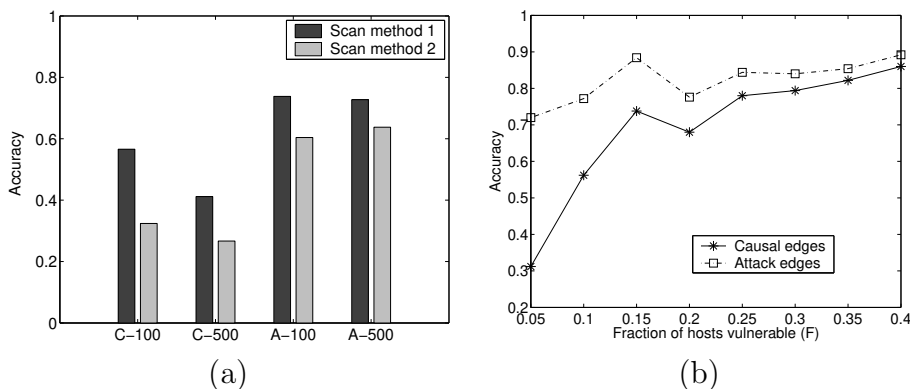 1
0.8
0.6
0.4
0.2
0
Accuracy
Scan method 1
Scan method 2
C−100
C−500
A−100
A−500
(a)
1
0.9
0.8
0.7
0.6
0.5
0.4
0.3
0.2
Accuracy
Causal edges
Attack edges
0.05
0.1
0.15
0.2
0.25
0.3
0.35
0.4
Fraction of hosts vulnerable (F)
(b)